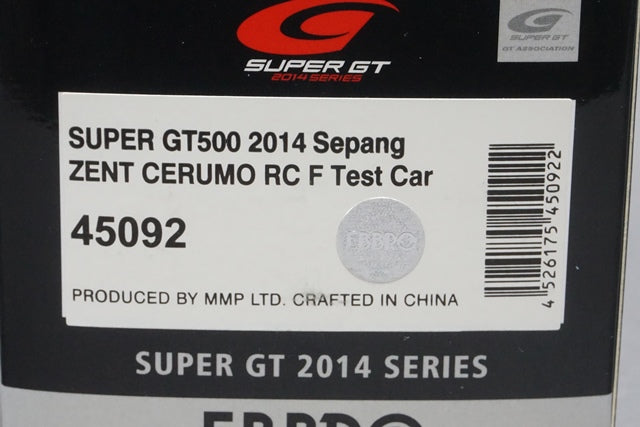 SUPER GT
2014 SERIES
SUPER GT
GT ASSOCIATION
SUPER GT500 2014 Sepang
ZENT CERUMO RC F Test Car
45092
EBBRO
4 526175 450922
PRODUCED BY MMP LTD. CRAFTED IN CHINA
SUPER GT 2014 SERIES
EBBRO